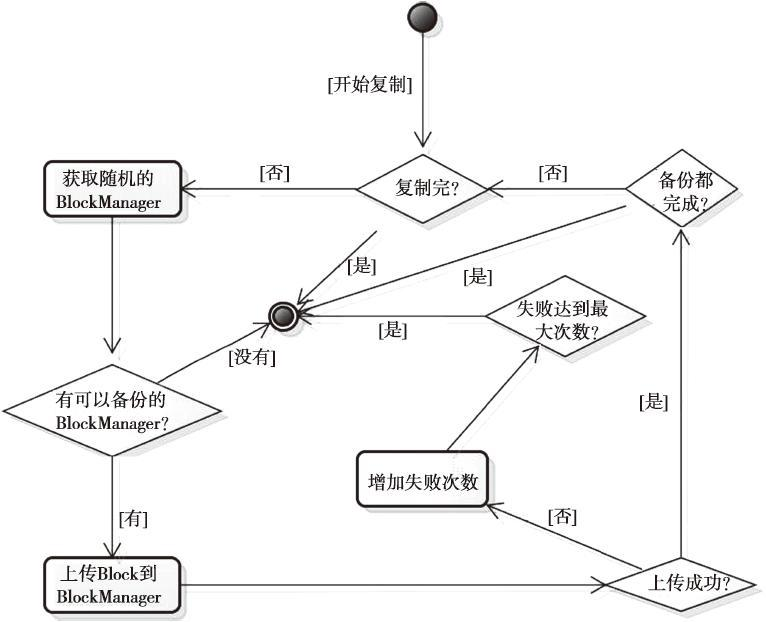 [开始复制]
获取随机的
BlockManager
[否]
复制完?
[否]
备份都
完成?
[是]
[是]
[没有]
[是]
失败达到最
大次数?
有可以备份的
BlockManager?
[是]
增加失败次数
[有]
[否]
上传Block到
BlockManager
上传成功?